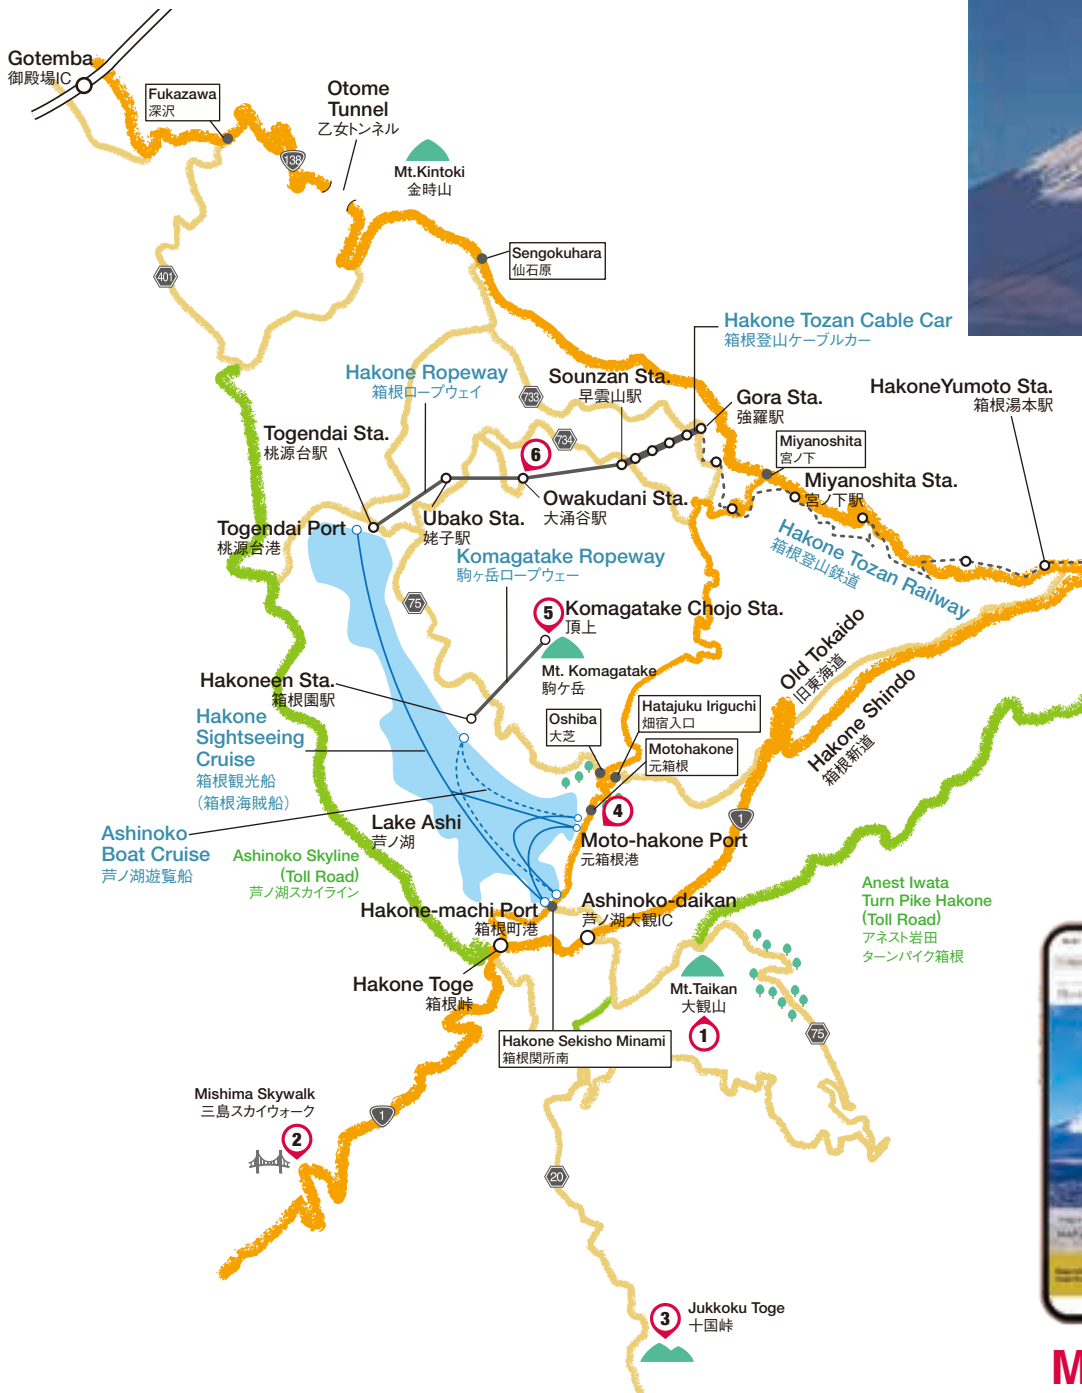 Gotemba
御殿場IC
Fukazawa
深沢
Otome
Tunnel
乙女トンネル
138
Mt.Kintoki
金時山
401
Sengokuhara
仙石原
Hakone Tozan Cable Car
箱根登山ケーブルカー
Hakone Ropeway
箱根ロープウェイ
733
Sounzan Sta.
早雲山駅
Gora Sta.
強羅駅
HakoneYumoto Sta.
箱根湯本駅
Togendai Sta.
桃源台駅
734
6
Miyanoshita
宮ノ下
Miyanoshita Sta.
宮ノ下駅
Owakudani Sta.
大涌谷駅
Ubako Sta.
姥子駅
Togendai Port
桃源台港
Hakone Tozan Railway
箱根登山鉄道
Komagatake Ropeway
駒ヶ岳ロープウェー
75
5
Komagatake Chojo Sta.
頂上
Mt. Komagatake
駒ケ岳
Old Tokaido
旧東海道
Hakone Shindo
箱根新道
Hakoneen Sta.
箱根園駅
Hakone
Sightseeing
Cruise
箱根観光船
（箱根海賊船）
Oshiba
大芝
Hatajuku Iriguchi
畑宿入口
Motohakone
元箱根
4
1
Lake Ashi
芦ノ湖
Moto-hakone Port
元箱根港
Ashinoko
Boat Cruise
芦ノ湖遊覧船
Ashinoko Skyline
(Toll Road)
芦ノ湖スカイライン
Anest Iwata
Turn Pike Hakone
(Toll Road)
アネスト岩田
ターンパイク箱根
Hakone-machi Port
箱根町港
Ashinoko-daikan
芦ノ湖大観IC
Hakone Toge
箱根峠
Mt.Taikan
大観山
1
75
Hakone Sekisho Minami
箱根関所南
Mishima Skywalk
三島スカイウォーク
2
1
20
3
Jukkoku Toge
十国峠
M